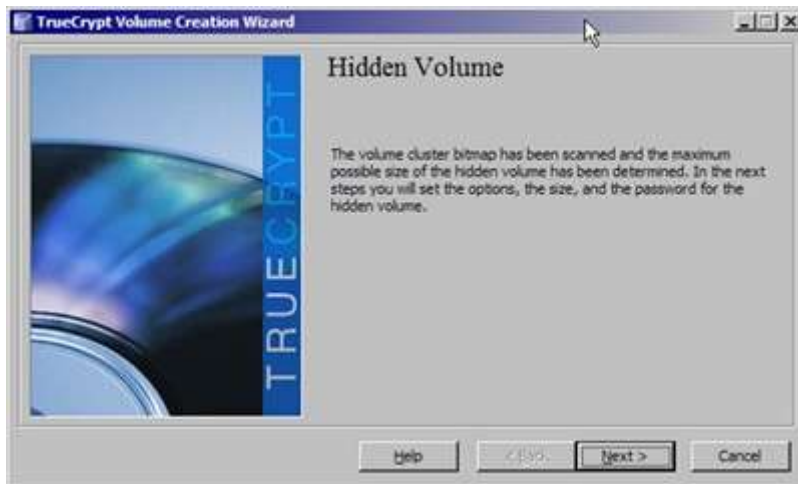 TrueCrypt Volume Creation Wizard
Hidden Volume
The volume cluster bitmap has been scanned and the maximum
possible size of the hidden volume has been determined. In the next
steps you will set the options, the size, and the password for the
hidden volume.
TRUECRYPT
Help
< Back
Next >
Cancel